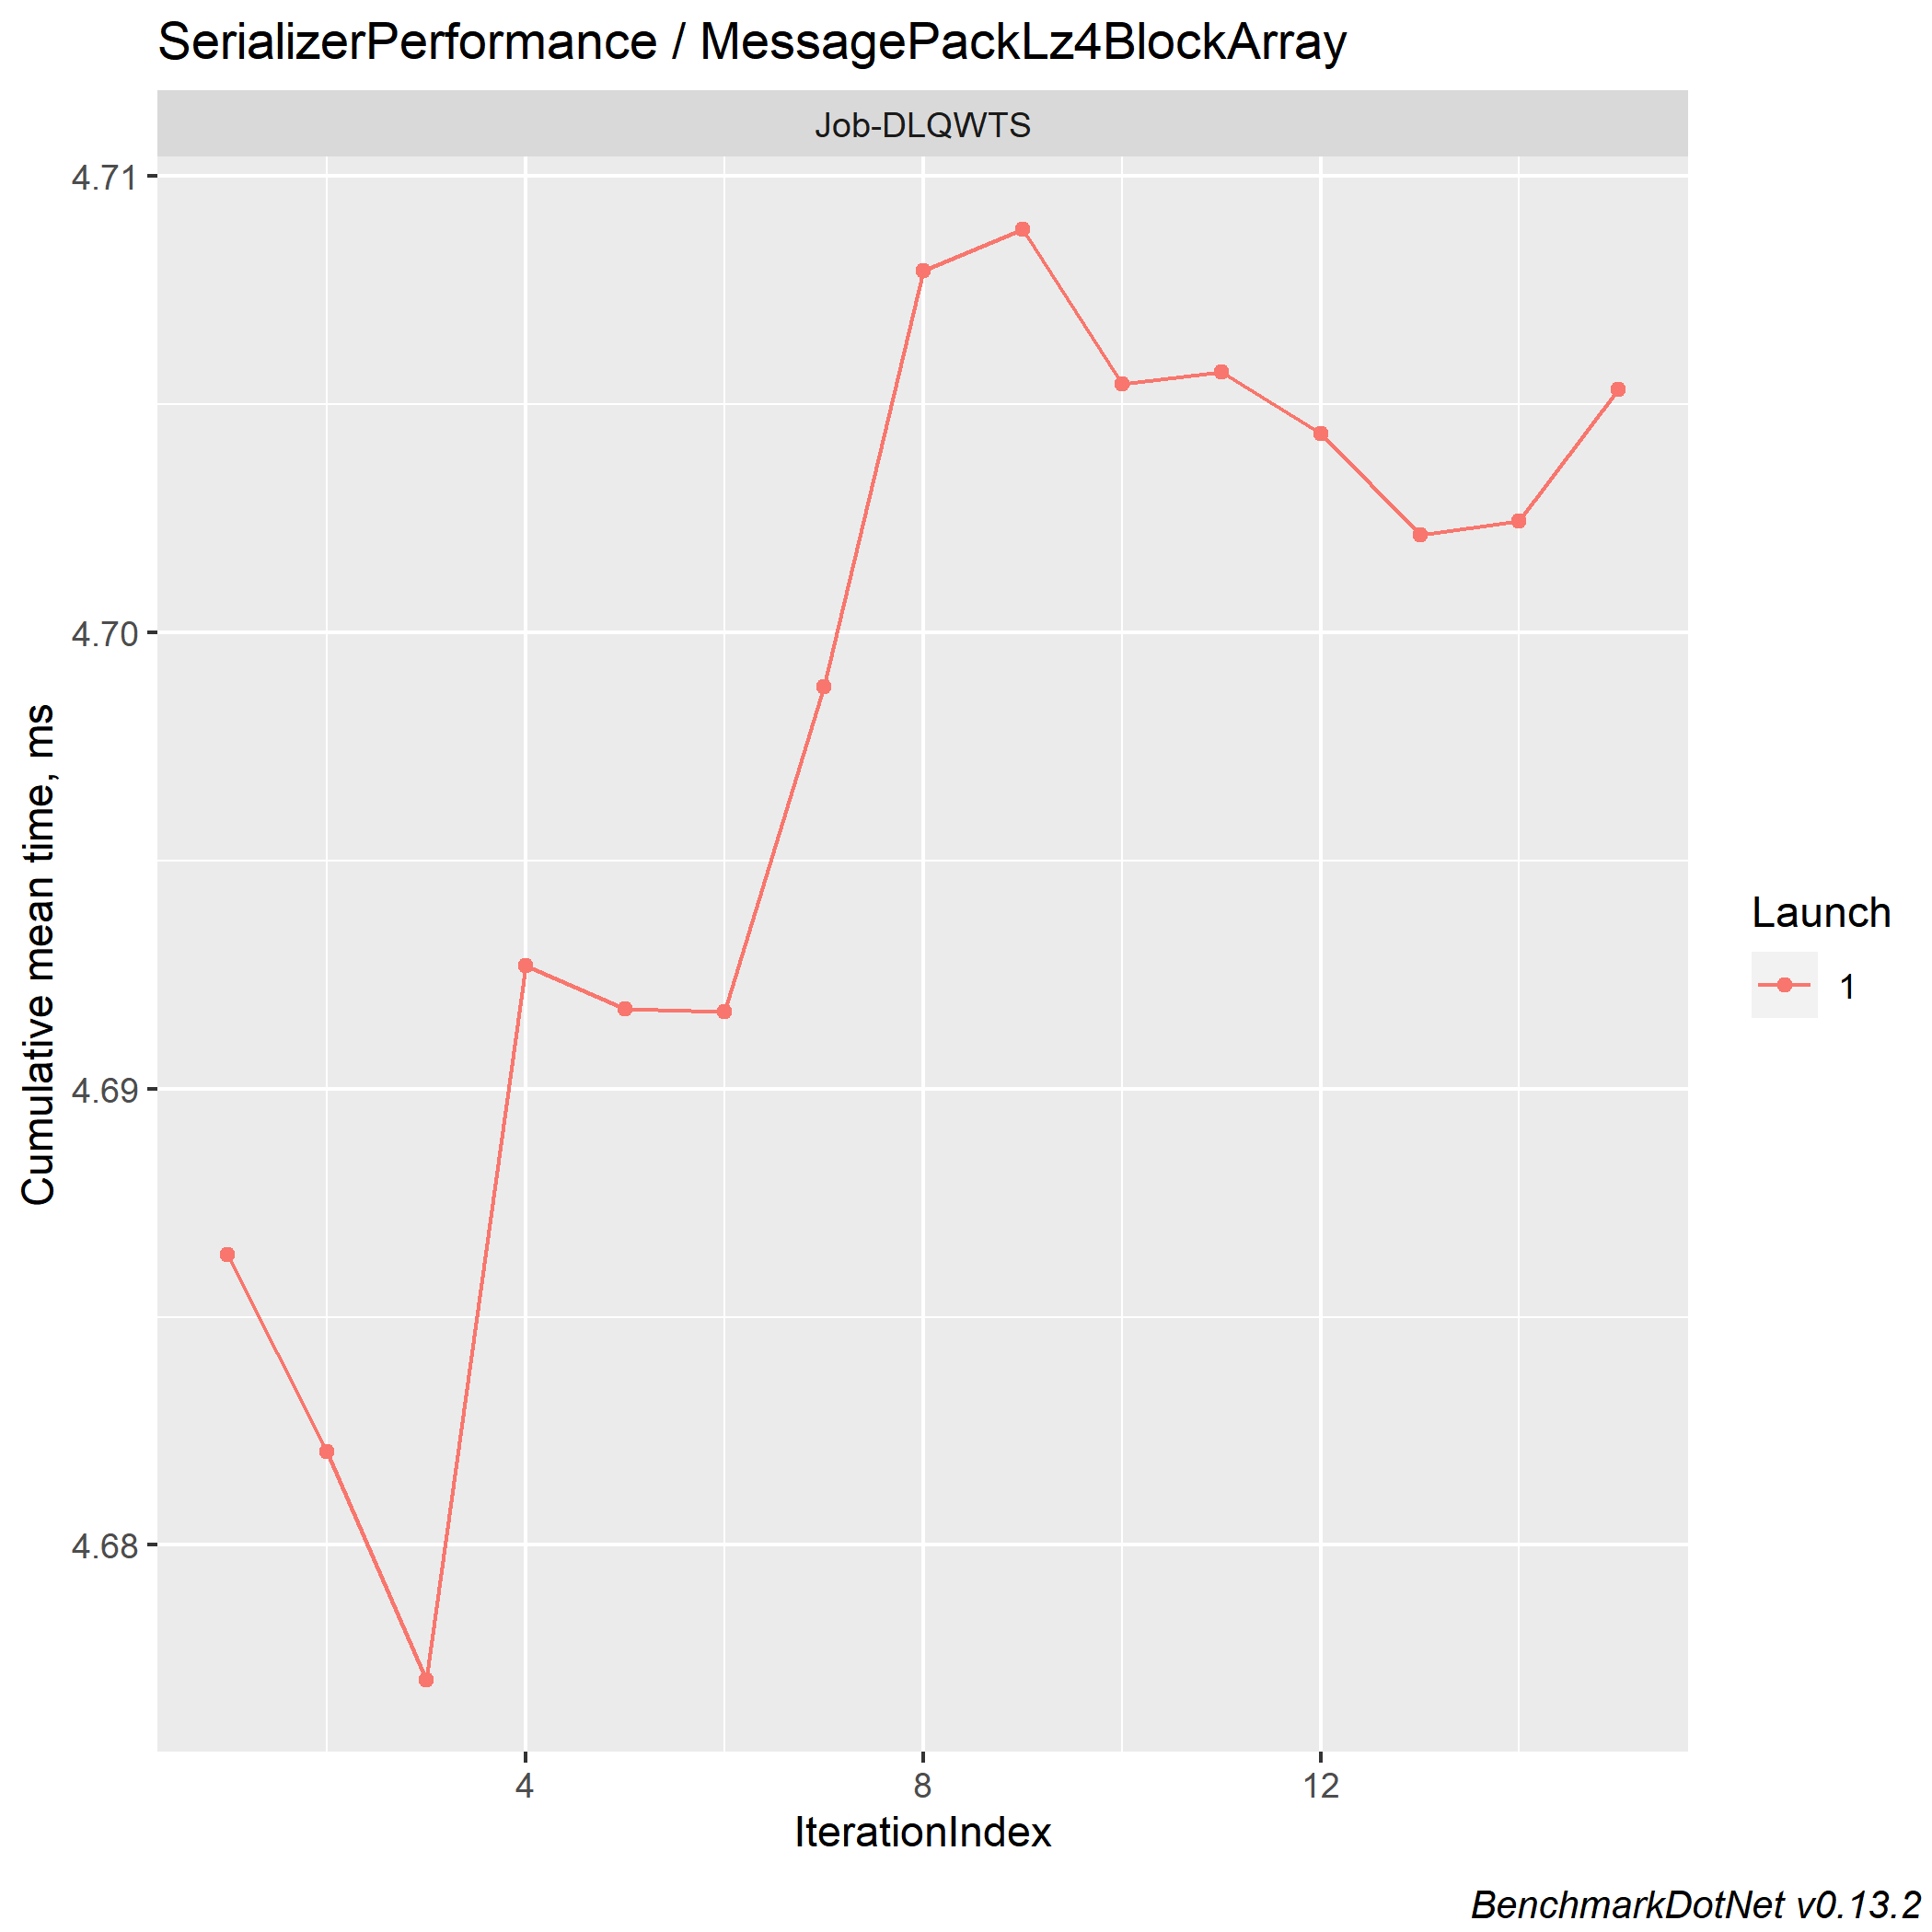 SerializerPerformance / MessagePackLz4BlockArray
Job-DLQWTS
4.71
4.70
4.69
4.68
Cumulative mean time, ms
4 8 12
IterationIndex
Launch
1
BenchmarkDotNet v0.13.2